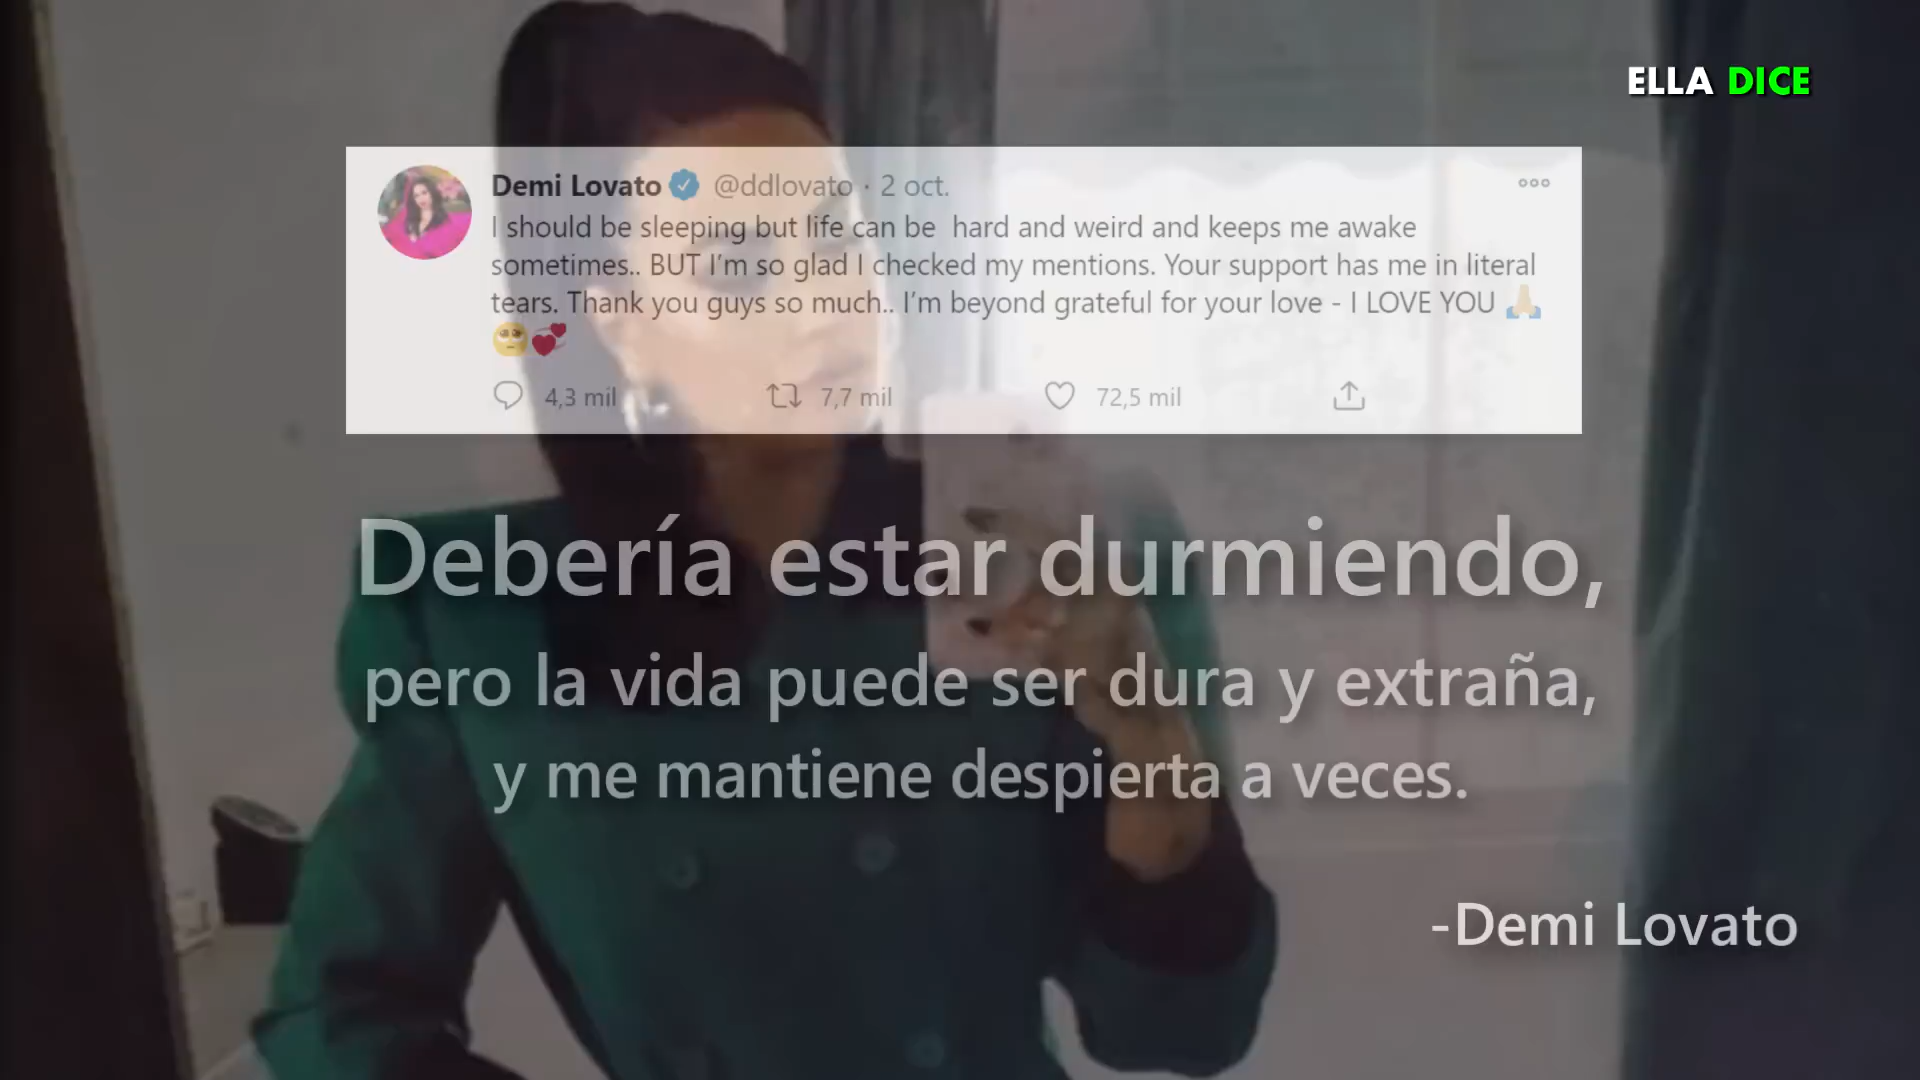 ELLA DICE
Demi Lovato @ddlovato · 2 oct.
I should be sleeping but life can be hard and weird and keeps me awake
sometimes.. BUT I’m so glad I checked my mentions. Your support has me in literal
tears. Thank you guys so much.. I’m beyond grateful for your love - I LOVE YOU 🙏🏼
🥺💞
4,3 mil 7,7 mil 72,5 mil
Debería estar durmiendo,
pero la vida puede ser dura y extraña,
y me mantiene despierta a veces.
-Demi Lovato